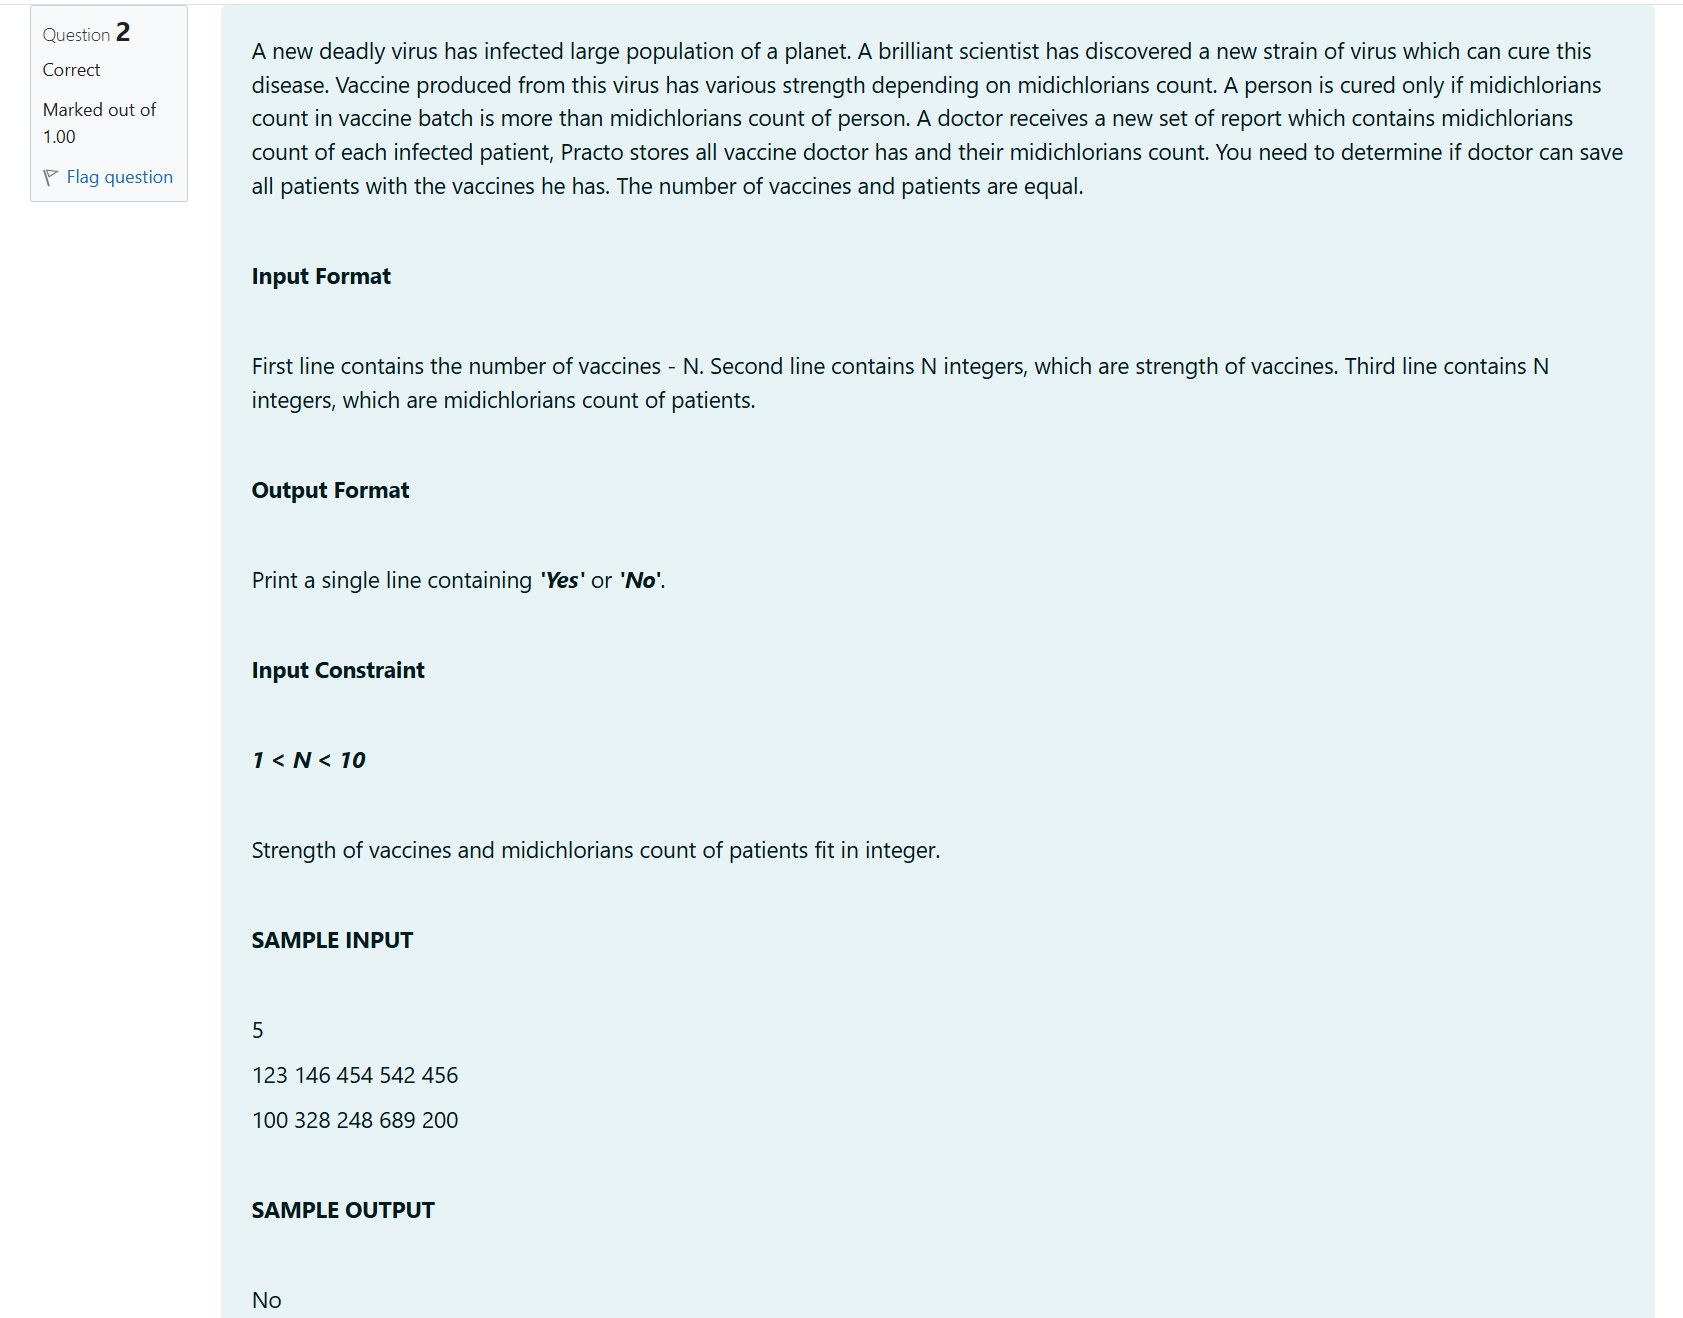 Question 2
Correct
Marked out of
1.00
Flag question
A new deadly virus has infected large population of a planet. A brilliant scientist has discovered a new strain of virus which can cure this
disease. Vaccine produced from this virus has various strength depending on midichlorians count. A person is cured only if midichlorians
count in vaccine batch is more than midichlorians count of person. A doctor receives a new set of report which contains midichlorians
count of each infected patient, Practo stores all vaccine doctor has and their midichlorians count. You need to determine if doctor can save
all patients with the vaccines he has. The number of vaccines and patients are equal.
Input Format
First line contains the number of vaccines - N. Second line contains N integers, which are strength of vaccines. Third line contains N
integers, which are midichlorians count of patients.
Output Format
Print a single line containing 'Yes' or 'No'.
Input Constraint
1 < N < 10
Strength of vaccines and midichlorians count of patients fit in integer.
SAMPLE INPUT
5
123 146 454 542 456
100 328 248 689 200
SAMPLE OUTPUT
No